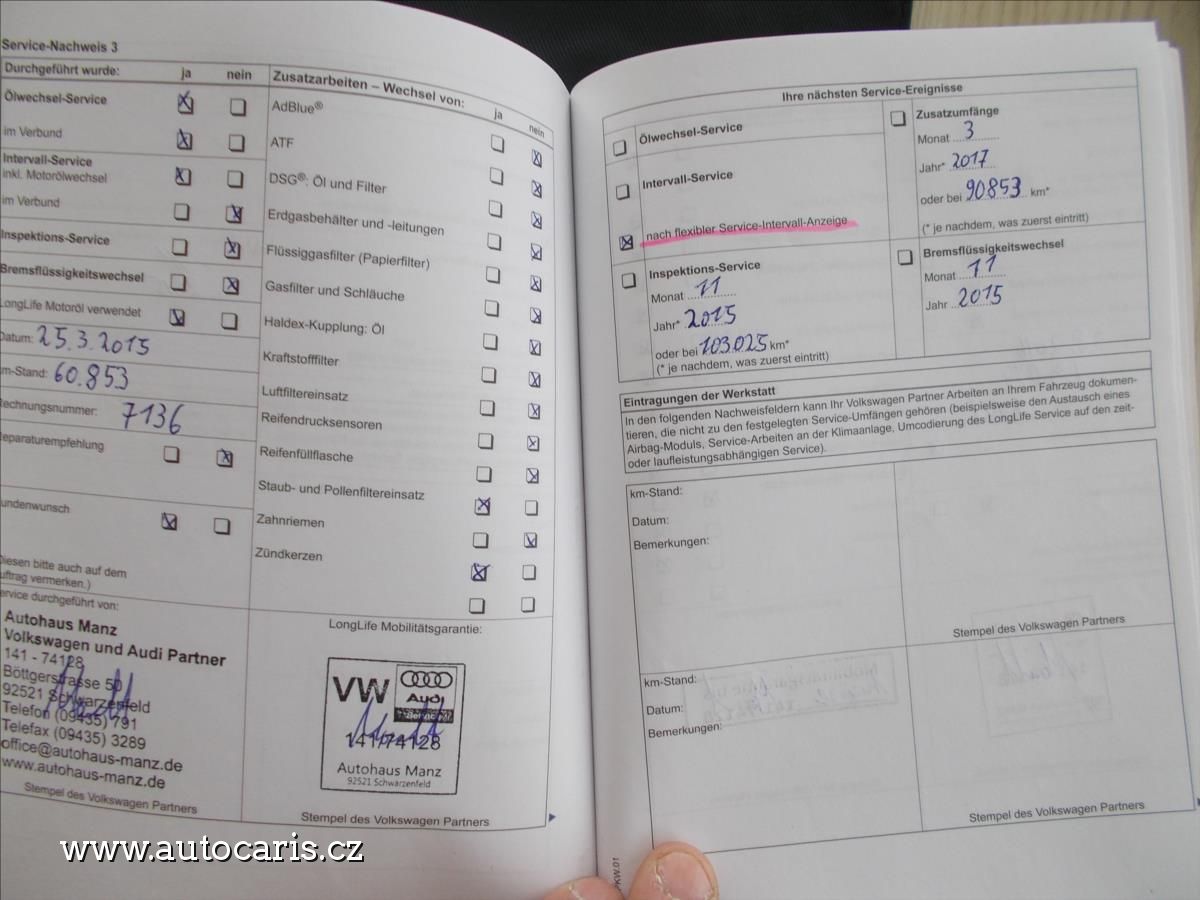 Service-Nachweis 3
Durchgeführt wurde: ja nein
Ölwechsel-Service
im Verbund
Intervall-Service
inkl. Motorölwechsel
im Verbund
Inspektions-Service
Bremsflüssigkeitswechsel
LongLife Motoröl verwendet
Datum: 25.3.2015
km-Stand: 60.853
Rechnungsnummer: 7136
Reparaturempfehlung
undenwunsch
Diesen bitte auch auf dem
uftrag vermerken.)
ervice durchgeführt von:
Autohaus Manz
Volkswagen und Audi Partner
141 - 74128
Böttgerstrasse 50
92521 Schwarzenfeld
Telefon (09435) 791
Telefax (09435) 3289
office@autohaus-manz.de
www.autohaus-manz.de
Stempel des Volkswagen Partners
Zusatzarbeiten – Wechsel von: ja nein
AdBlue®
ATF
DSG®: Öl und Filter
Erdgasbehälter und -leitungen
Flüssiggasfilter (Papierfilter)
Gasfilter und Schläuche
Haldex-Kupplung: Öl
Kraftstofffilter
Luftfiltereinsatz
Reifendrucksensoren
Reifenfüllflasche
Staub- und Pollenfiltereinsatz
Zahnriemen
Zündkerzen
LongLife Mobilitätsgarantie:
VW
Audi
Service
141/74128
Autohaus Manz
92521 Schwarzenfeld
Stempel des Volkswagen Partners
Ihre nächsten Service-Ereignisse
Ölwechsel-Service
Intervall-Service
nach flexibler Service-Intervall-Anzeige
Inspektions-Service
Monat 11
Jahr* 2015
oder bei 103.025 km*
(* je nachdem, was zuerst eintritt)
Zusatzumfänge
Monat 3
Jahr* 2017
oder bei 90853 km*
(* je nachdem, was zuerst eintritt)
Bremsflüssigkeitswechsel
Monat 11
Jahr 2015
Eintragungen der Werkstatt
In den folgenden Nachweisfeldern kann Ihr Volkswagen Partner Arbeiten an Ihrem Fahrzeug dokumen-
tieren, die nicht zu den festgelegten Service-Umfängen gehören (beispielsweise den Austausch eines
Airbag-Moduls, Service-Arbeiten an der Klimaanlage, Umcodierung des LongLife Service auf den zeit-
oder laufleistungsabhängigen Service).
km-Stand:
Datum:
Bemerkungen:
Stempel des Volkswagen Partners
km-Stand:
Datum:
Bemerkungen:
Stempel des Volkswagen Partners
www.autocaris.cz